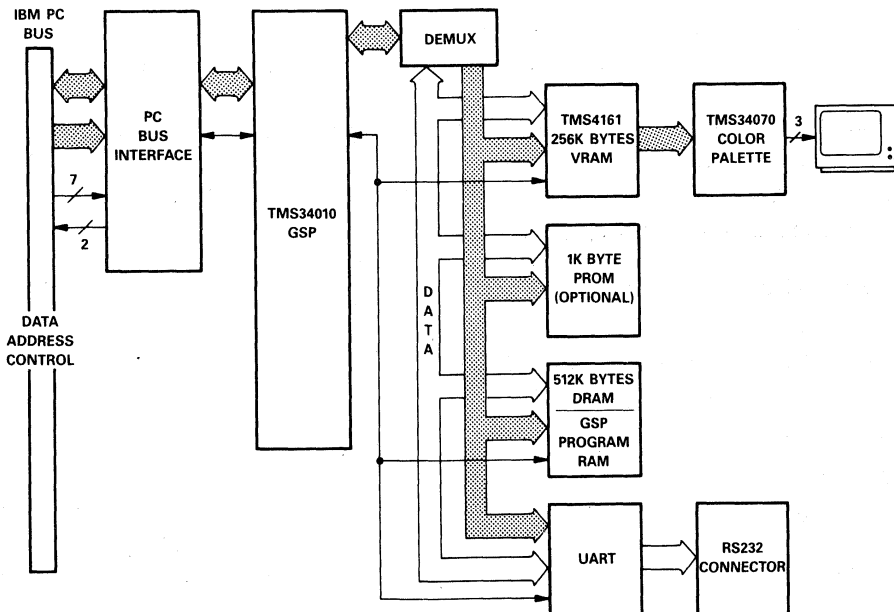 IBM PC
BUS
DATA
ADDRESS
CONTROL
7
2
PC
BUS
INTERFACE
TMS34010
GSP
DEMUX
DATA
TMS4161
256K BYTES
VRAM
TMS34070
COLOR
PALETTE
3
1K BYTE
PROM
(OPTIONAL)
512K BYTES
DRAM
GSP
PROGRAM
RAM
UART
RS232
CONNECTOR